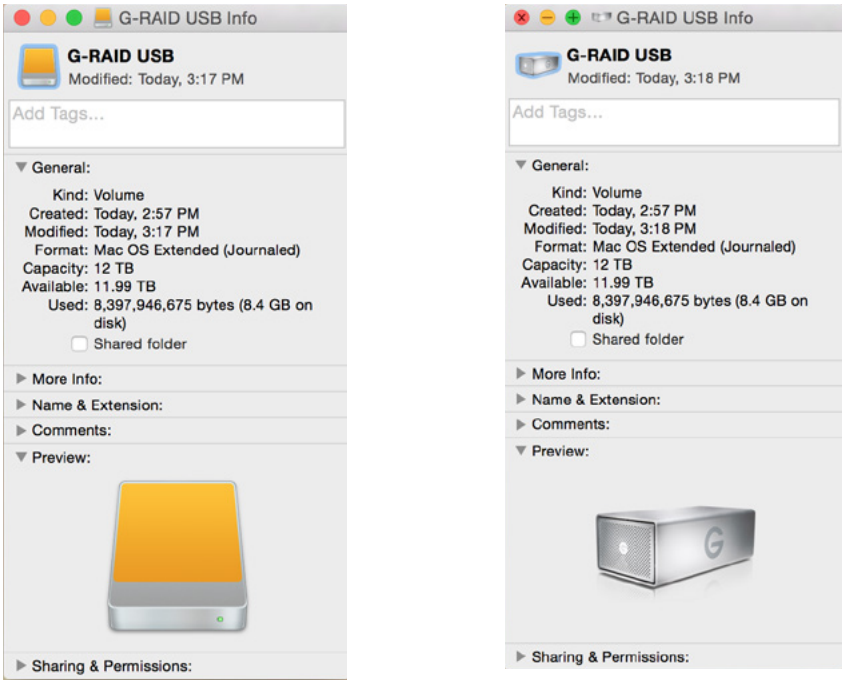 G-RAID USB Info
G-RAID USB
Modified: Today, 3:17 PM
Add Tags...
General:
Kind: Volume
Created: Today, 2:57 PM
Modified: Today, 3:17 PM
Format: Mac OS Extended (Journaled)
Capacity: 12 TB
Available: 11.99 TB
Used: 8,397,946,675 bytes (8.4 GB on
disk)
Shared folder
More Info:
Name & Extension:
Comments:
Preview:
Sharing & Permissions:
G-RAID USB Info
G-RAID USB
Modified: Today, 3:18 PM
Add Tags...
General:
Kind: Volume
Created: Today, 2:57 PM
Modified: Today, 3:18 PM
Format: Mac OS Extended (Journaled)
Capacity: 12 TB
Available: 11.99 TB
Used: 8,397,946,675 bytes (8.4 GB on
disk)
Shared folder
More Info:
Name & Extension:
Comments:
Preview:
G
Sharing & Permissions: